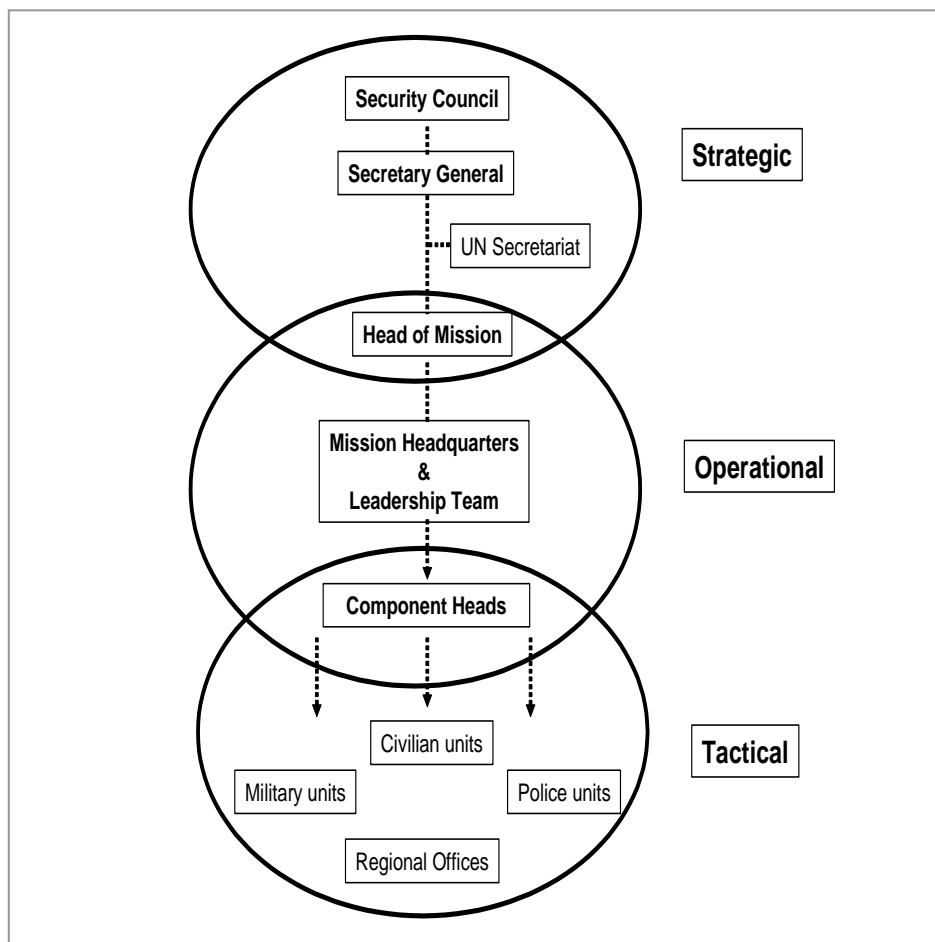 Security Council
Strategic
Secretary General
UN Secretariat
Head of Mission
Mission Headquarters
&
Leadership Team
Operational
Component Heads
Civilian units
Tactical
Military units
Police units
Regional Offices